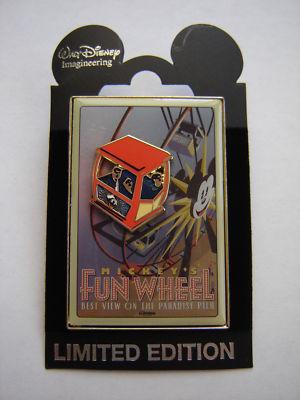 Walt Disney
Imagineering
MICKEY'S
FUN WHEEL
BEST VIEW ON THE PARADISE PIER
LIMITED EDITION